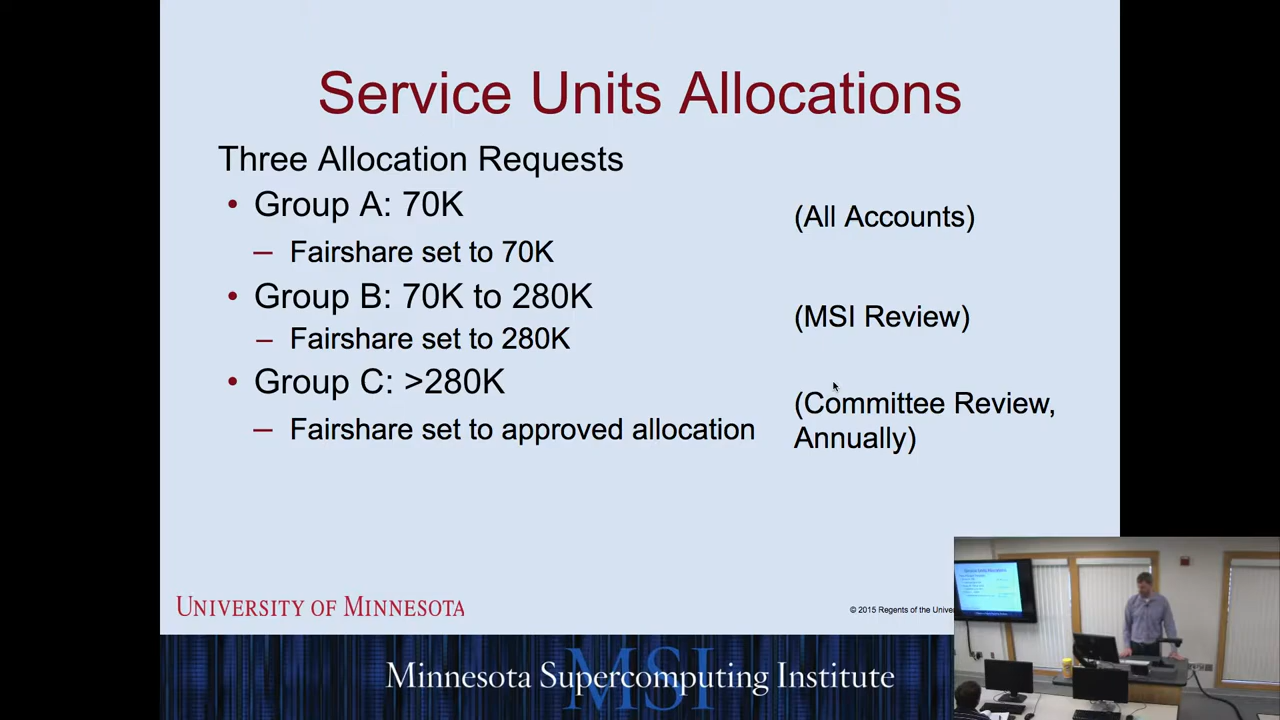 Service Units Allocations
Three Allocation Requests
• Group A: 70K
(All Accounts)
– Fairshare set to 70K
• Group B: 70K to 280K
(MSI Review)
– Fairshare set to 280K
• Group C: >280K
(Committee Review,
Annually)
– Fairshare set to approved allocation
UNIVERSITY OF MINNESOTA
© 2015 Regents of the
MSI
Minnesota Supercomputing Institute